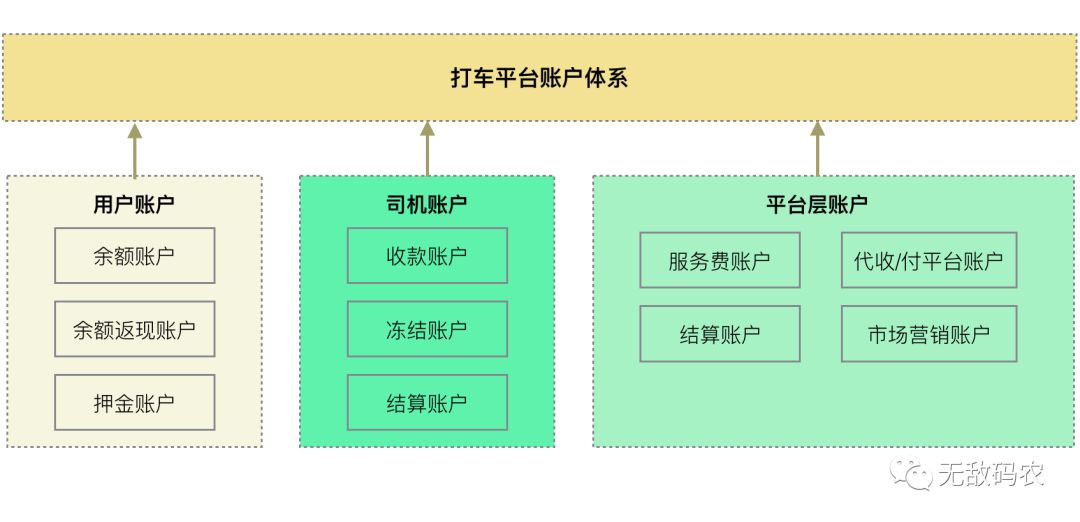 打车平台账户体系
用户账户
余额账户
余额返现账户
押金账户
司机账户
收款账户
冻结账户
结算账户
平台层账户
服务费账户
代收/付平台账户
结算账户
市场营销账户
无敌码农